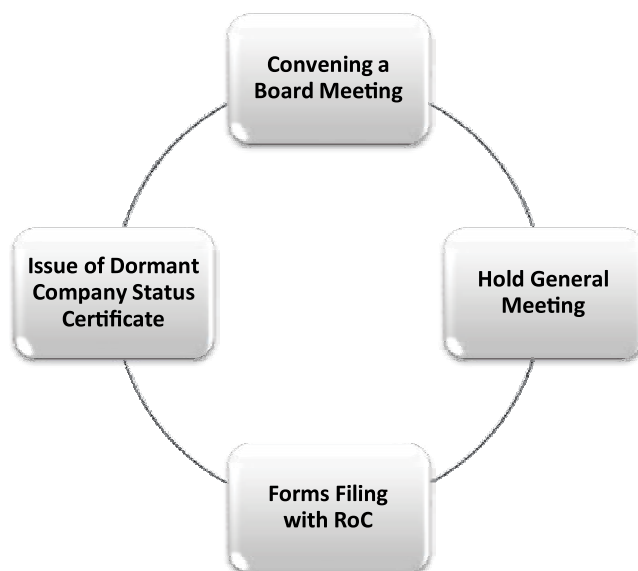 Convening a
Board Meeting
Hold General
Meeting
Forms Filing
with RoC
Issue of Dormant
Company Status
Certificate